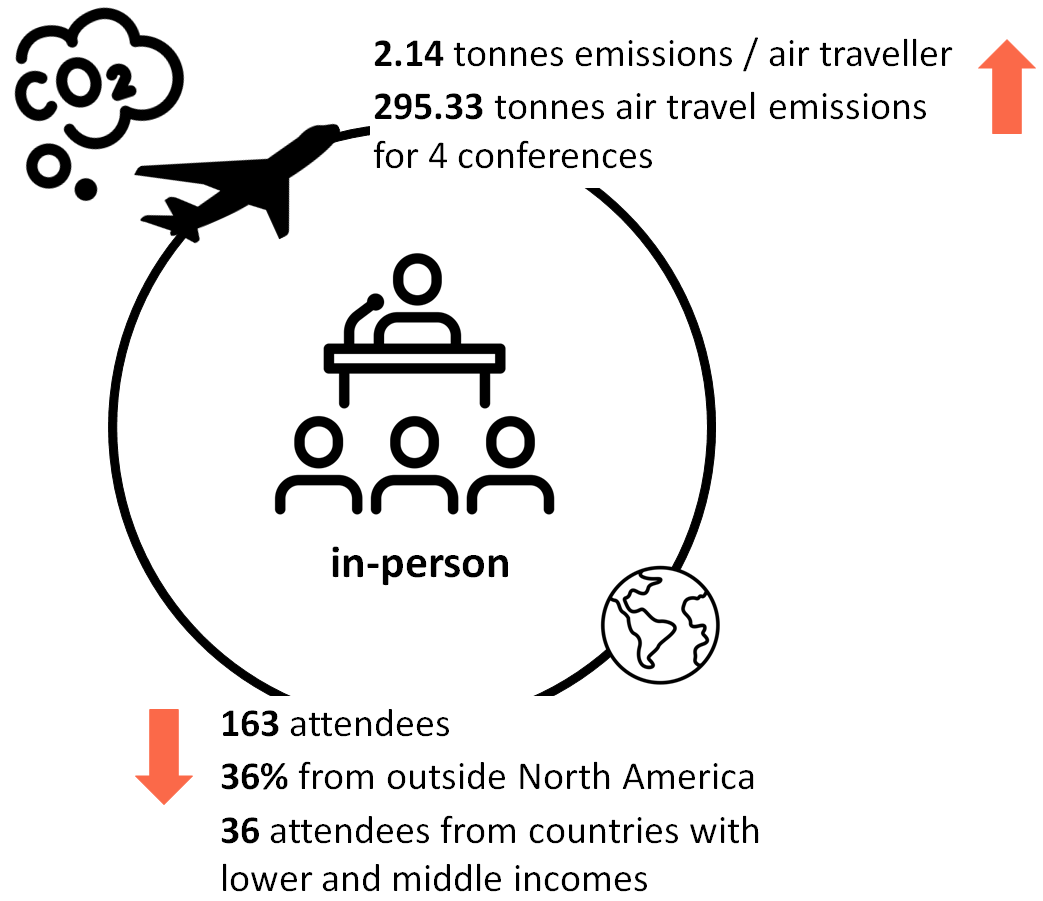 CO2
2.14 tonnes emissions / air traveller
295.33 tonnes air travel emissions
for 4 conferences
in-person
163 attendees
36% from outside North America
36 attendees from countries with
lower and middle incomes